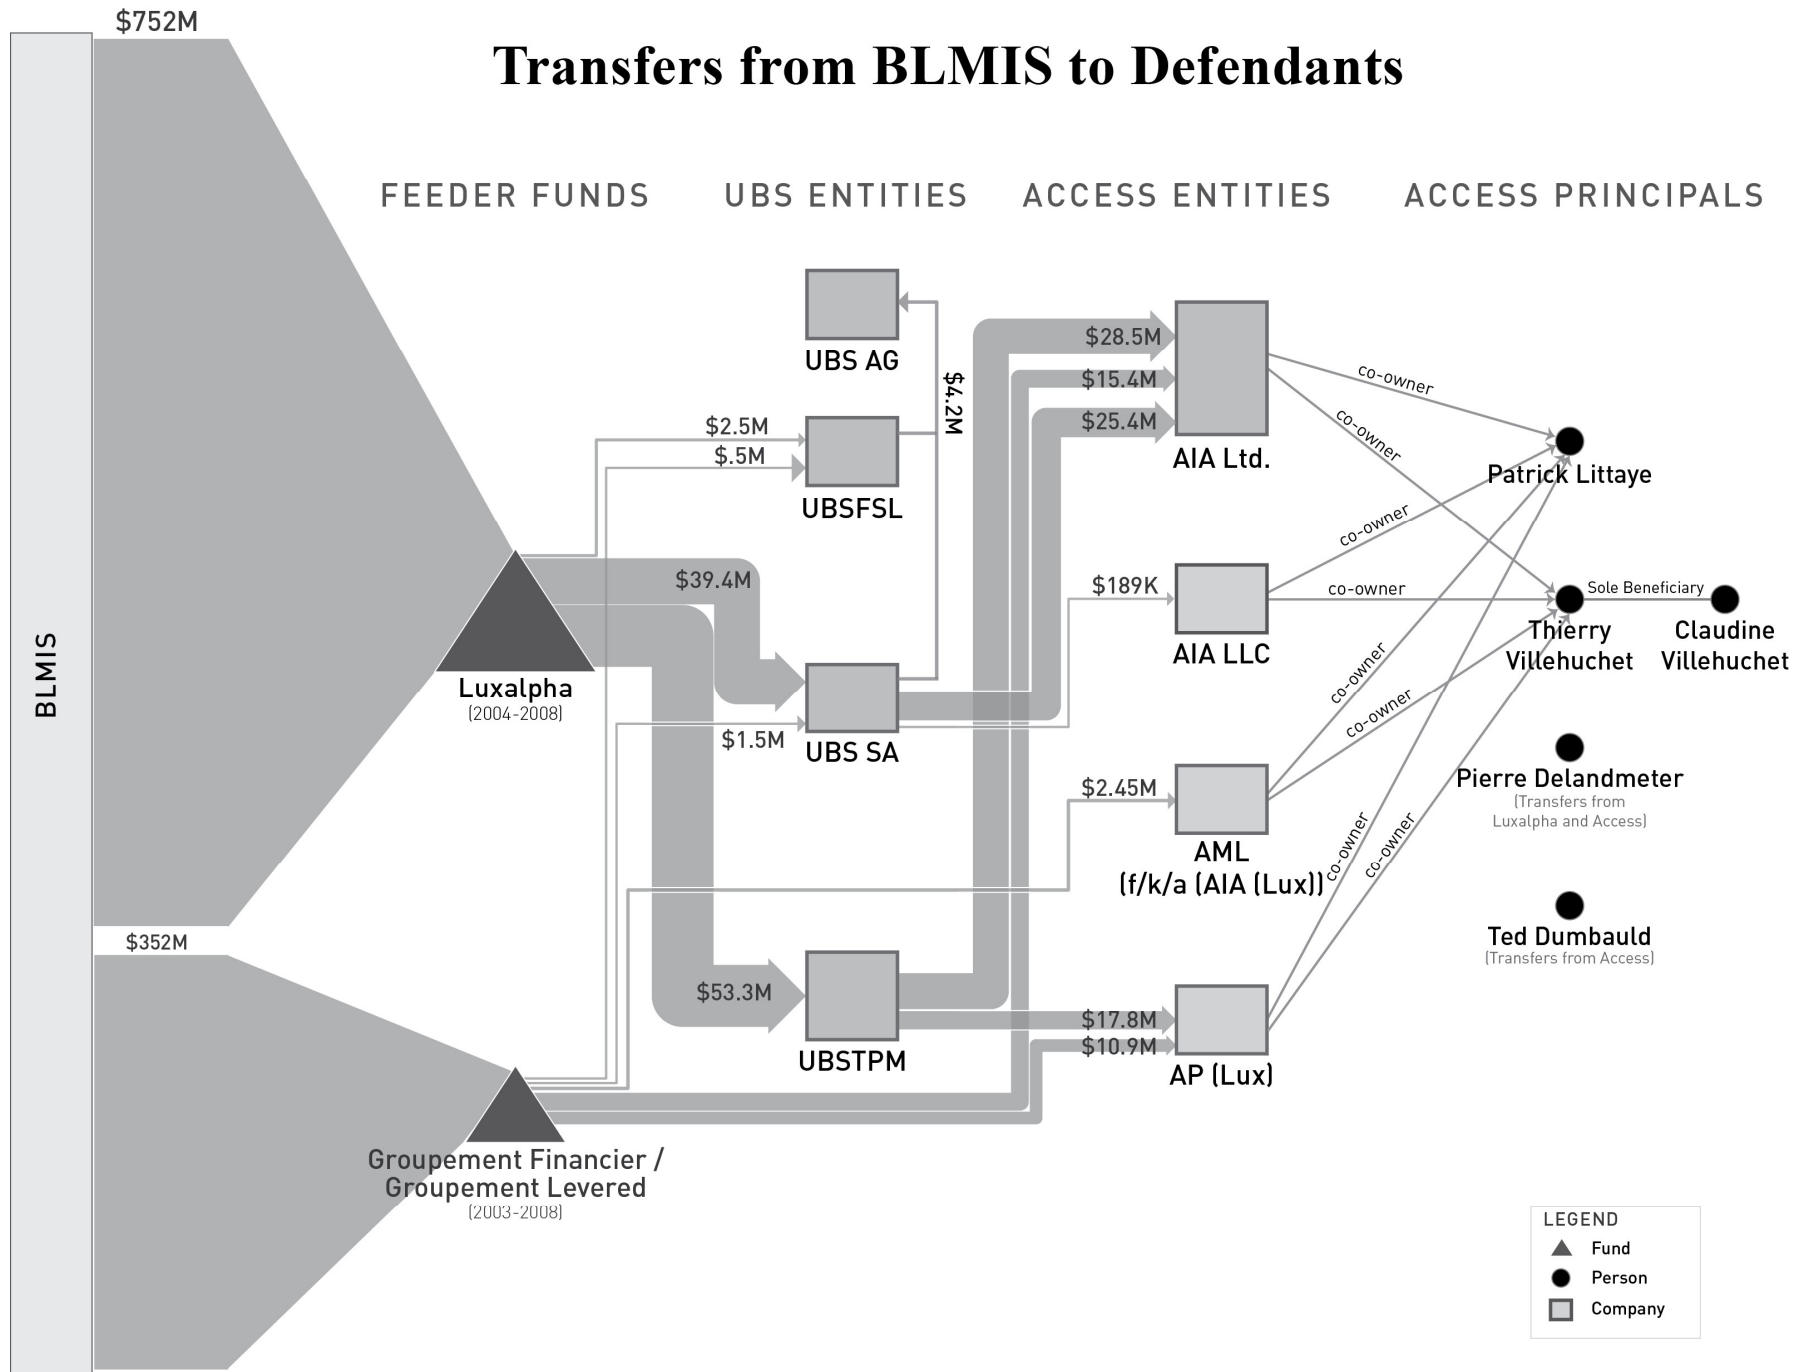 $752M
Transfers from BLMIS to Defendants
FEEDER FUNDS
UBS ENTITIES
ACCESS ENTITIES
ACCESS PRINCIPALS
BLMIS
$352M
Luxalpha
(2004-2008)
Groupement Financier /
Groupement Levered
(2003-2008)
UBS AG
$4.2M
$2.5M
$.5M
UBSFSL
$39.4M
$1.5M
UBS SA
$53.3M
UBSTPM
$28.5M
$15.4M
$25.4M
AIA Ltd.
$189K
AIA LLC
$2.45M
AML
(f/k/a (AIA (Lux))
$17.8M
$10.9M
AP (Lux)
co-owner
co-owner
co-owner
co-owner
co-owner
co-owner
co-owner
co-owner
Patrick Littaye
Sole Beneficiary
Thierry
Villehuchet
Claudine
Villehuchet
Pierre Delandmeter
(Transfers from
Luxalpha and Access)
Ted Dumbauld
(Transfers from Access)
LEGEND
Fund
Person
Company